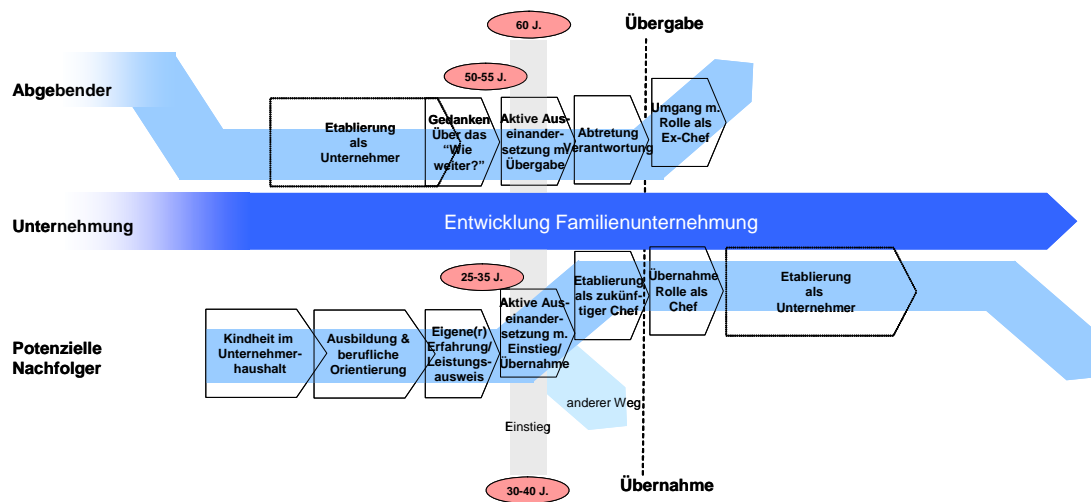 60 J.
Übergabe
50-55 J.
Abgebender
Etablierung
als
Unternehmer
Gedanken
Über das
“Wie
weiter?”
Aktive Aus-
einander-
setzung m.
Übergabe
Abtretung
Verantwortung
Umgang m.
Rolle als
Ex-Chef
Unternehmung
Entwicklung Familienunternehmung
25-35 J.
Potenzielle
Nachfolger
Kindheit im
Unternehmer-
haushalt
Ausbildung &
berufliche
Orientierung
Eigene(r)
Erfahrung/
Leistungs-
ausweis
Aktive Aus-
einander-
setzung m.
Einstieg/
Übernahme
Etablierung
als zukünf-
tiger Chef
Übernahme
Rolle als
Chef
Etablierung
als
Unternehmer
anderer Weg
Einstieg
30-40 J.
Übernahme